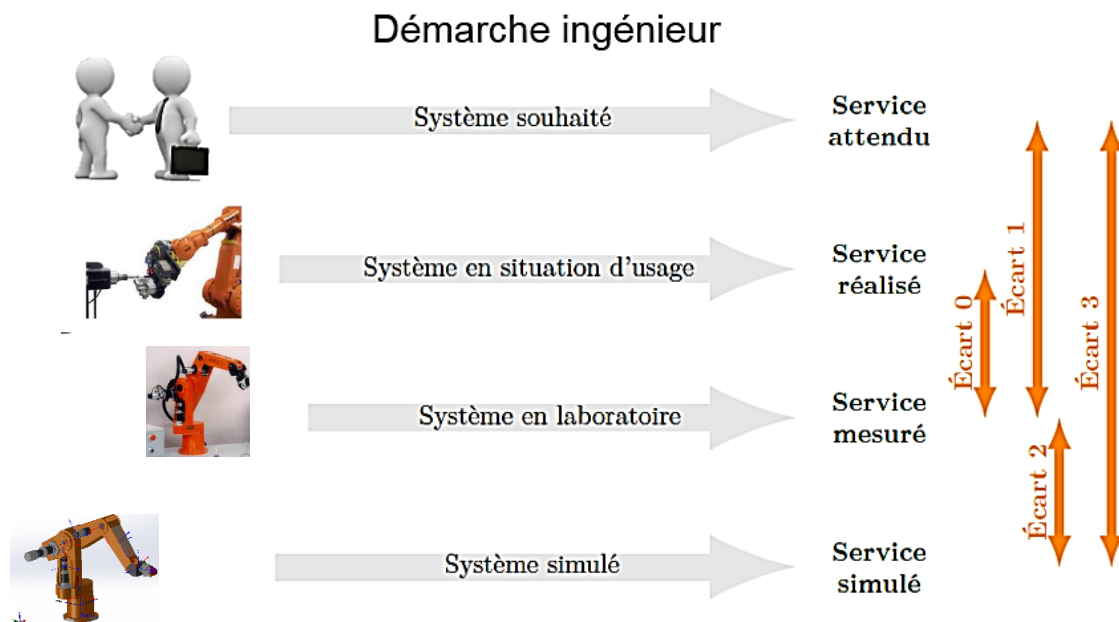 Démarche ingénieur
Système souhaité
Service
attendu
Système en situation d'usage
Service
réalisé
Écart 0
Écart 1
Écart 3
Système en laboratoire
Service
mesuré
Écart 2
Système simulé
Service
simulé